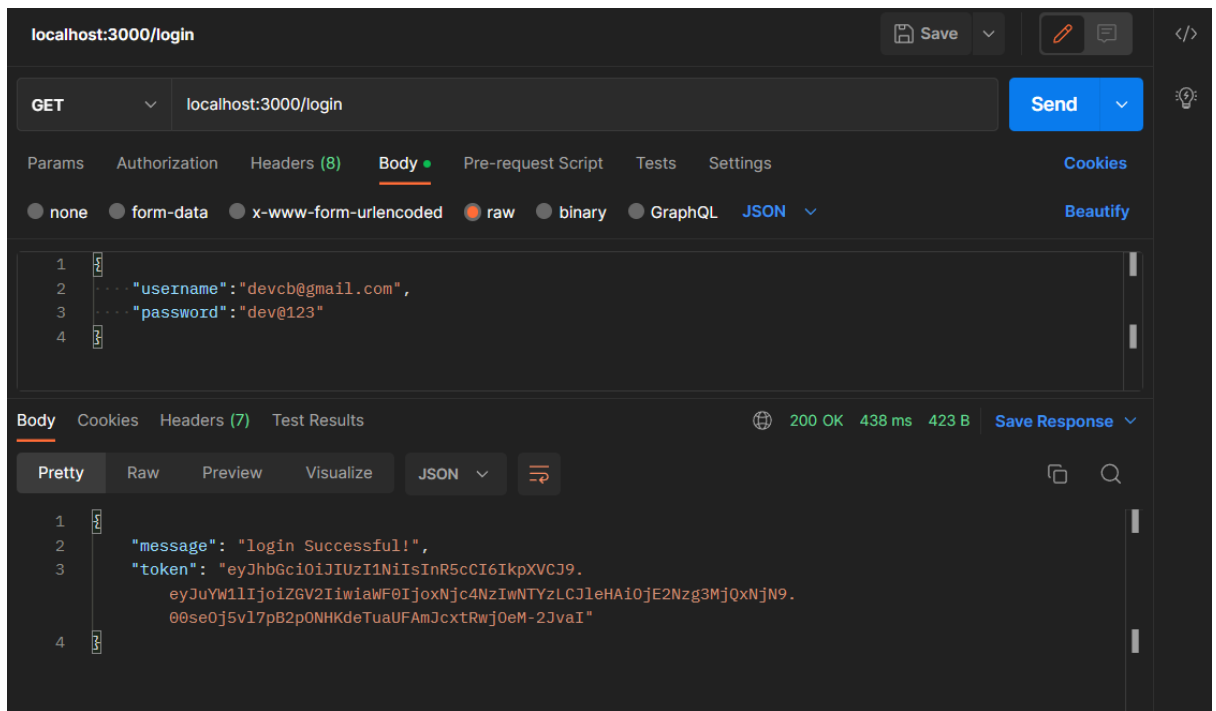 localhost:3000/login Save
GET localhost:3000/login Send
Params Authorization Headers (8) Body Pre-request Script Tests Settings Cookies
none form-data x-www-form-urlencoded raw binary GraphQL JSON Beautify
1 {
2 "username":"devcb@gmail.com",
3 "password":"dev@123"
4 }
Body Cookies Headers (7) Test Results 200 OK 438 ms 423 B Save Response
Pretty Raw Preview Visualize JSON
1 {
2 "message": "login Successful!",
3 "token": "eyJhbGciOiJIUzI1NiIsInR5cCI6IkpXVCJ9.
eyJuYW1lIjoiZGV2IiwiaWF0IjoxNjc4NzIwNTYzLCJleHAiOjE2Nzg3MjQxNjN9.
00seOj5vl7pB2pONHKdeTuaUFAmJcxtRwjOeM-2JvaI"
4 }